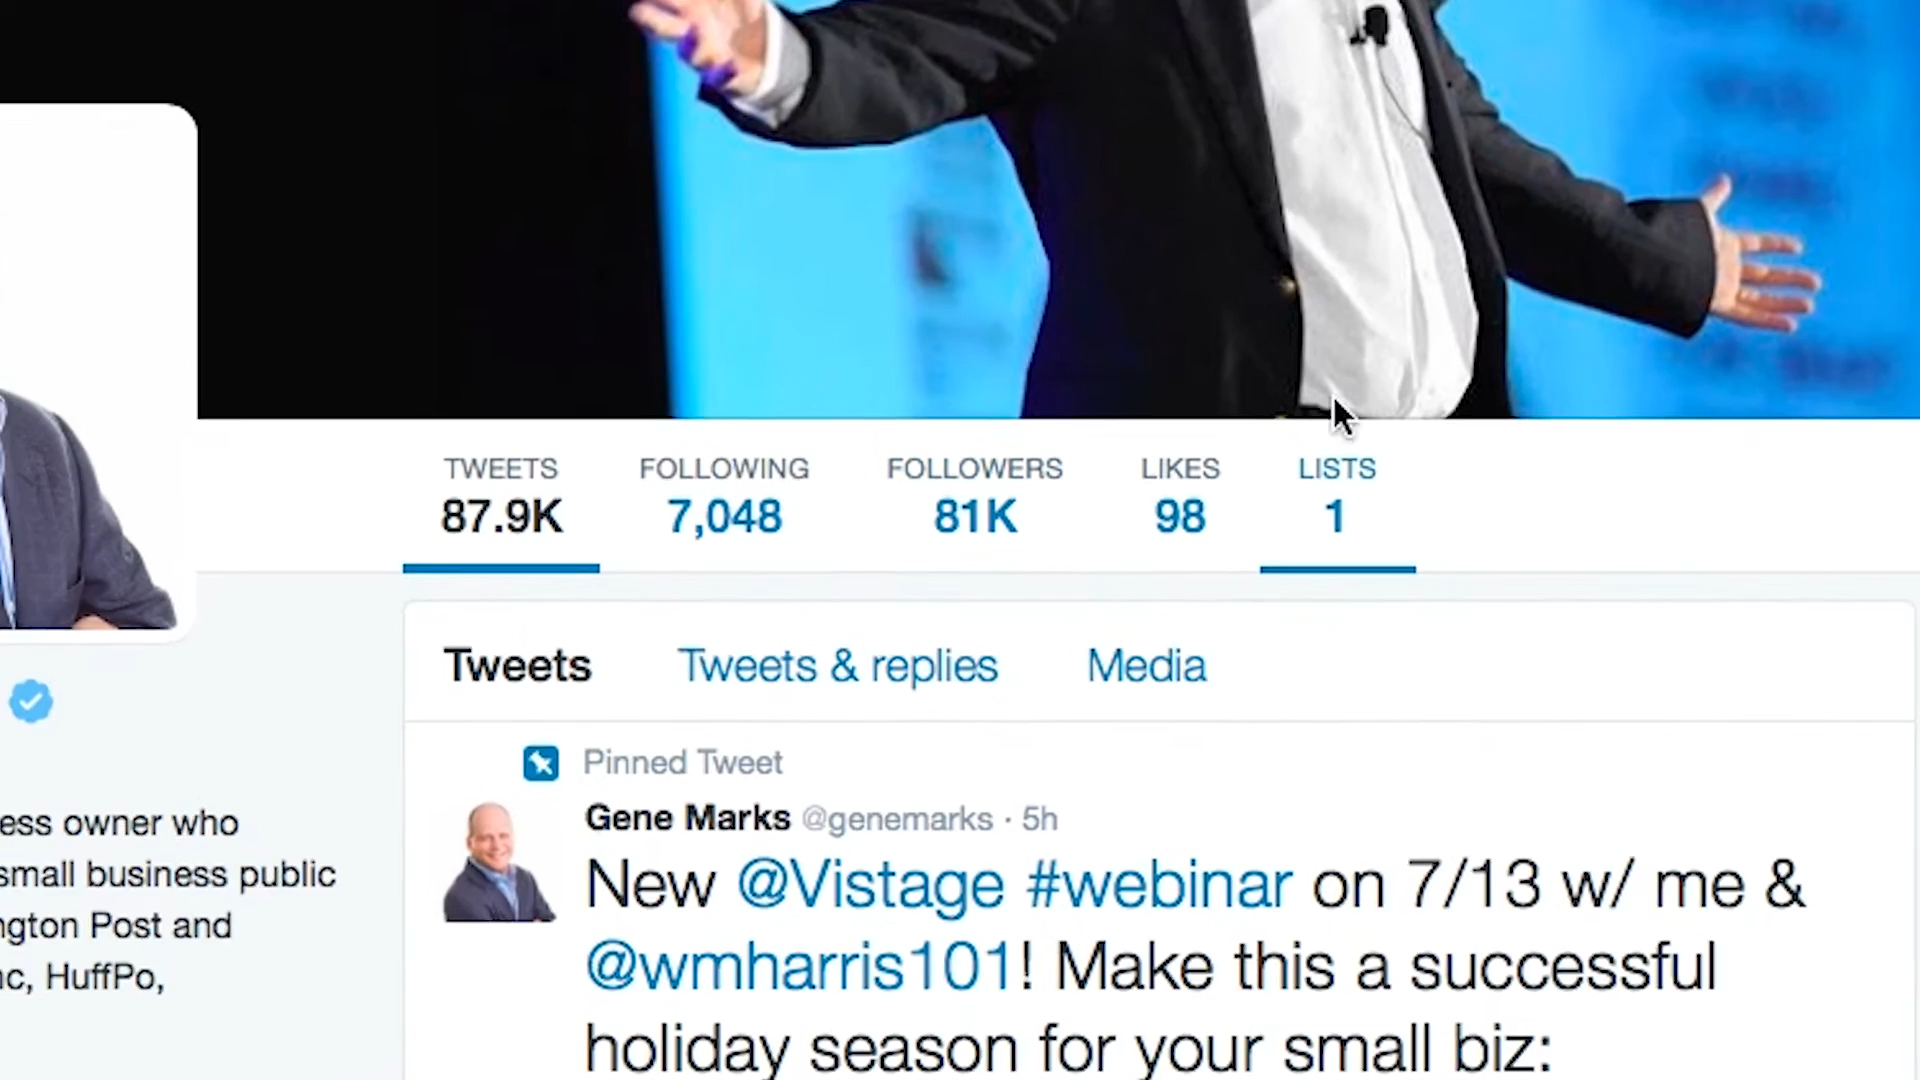 TWEETS FOLLOWING FOLLOWERS LIKES LISTS
87.9K 7,048 81K 98 1
Tweets Tweets & replies Media
Pinned Tweet
Gene Marks @genemarks · 5h
New @Vistage #webinar on 7/13 w/ me &
@wmharris101! Make this a successful
holiday season for your small biz:
ess owner who
small business public
ngton Post and
nc, HuffPo,